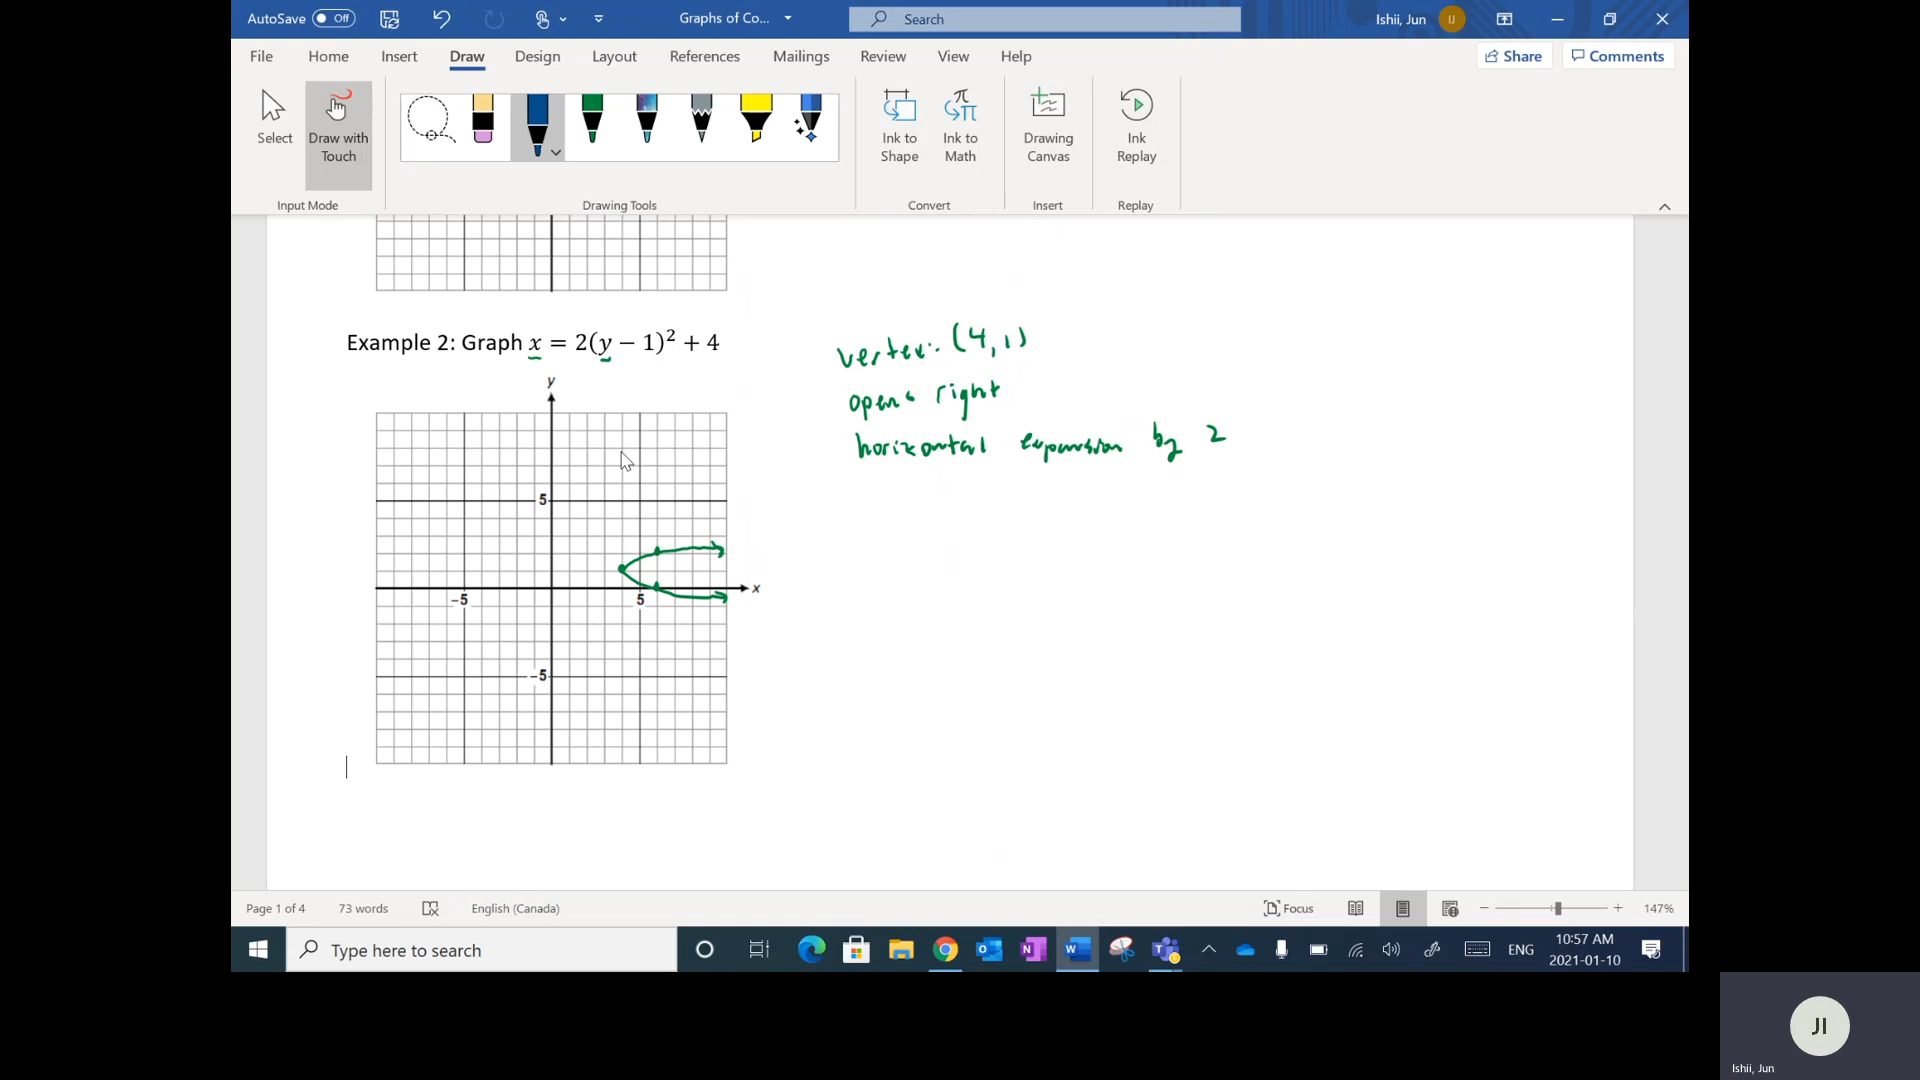 AutoSave Off Graphs of Co... Search Ishii, Jun IJ
File Home Insert Draw Design Layout References Mailings Review View Help Share Comments
Select Draw with Touch Ink to Shape Ink to Math Drawing Canvas Ink Replay
Input Mode Drawing Tools Convert Insert Replay
Example 2: Graph x = 2(y − 1)² + 4
vertex: (4, 1)
opens right
horizontal expansion by 2
y
5
-5 5 x
-5
Page 1 of 4 73 words English (Canada) Focus 147%
Type here to search ENG 10:57 AM
2021-01-10
JI
Ishii, Jun